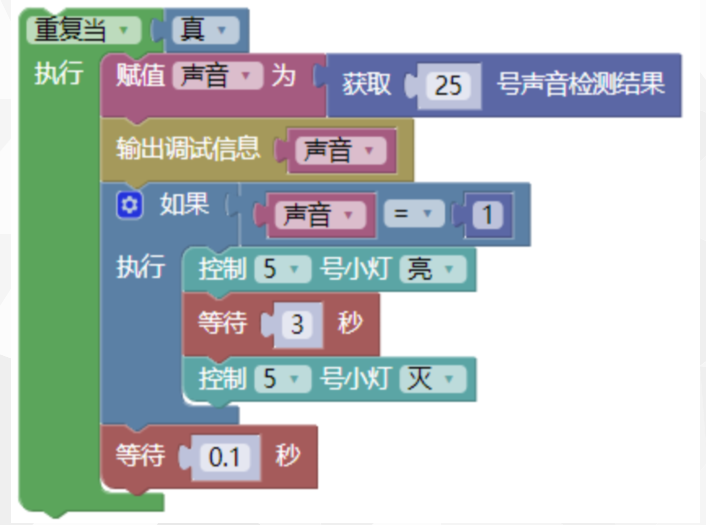 重复当 真
执行 赋值 声音 为 获取 25 号声音检测结果
输出调试信息 声音
如果 声音 = 1
执行 控制 5 号小灯 亮
等待 3 秒
控制 5 号小灯 灭
等待 0.1 秒